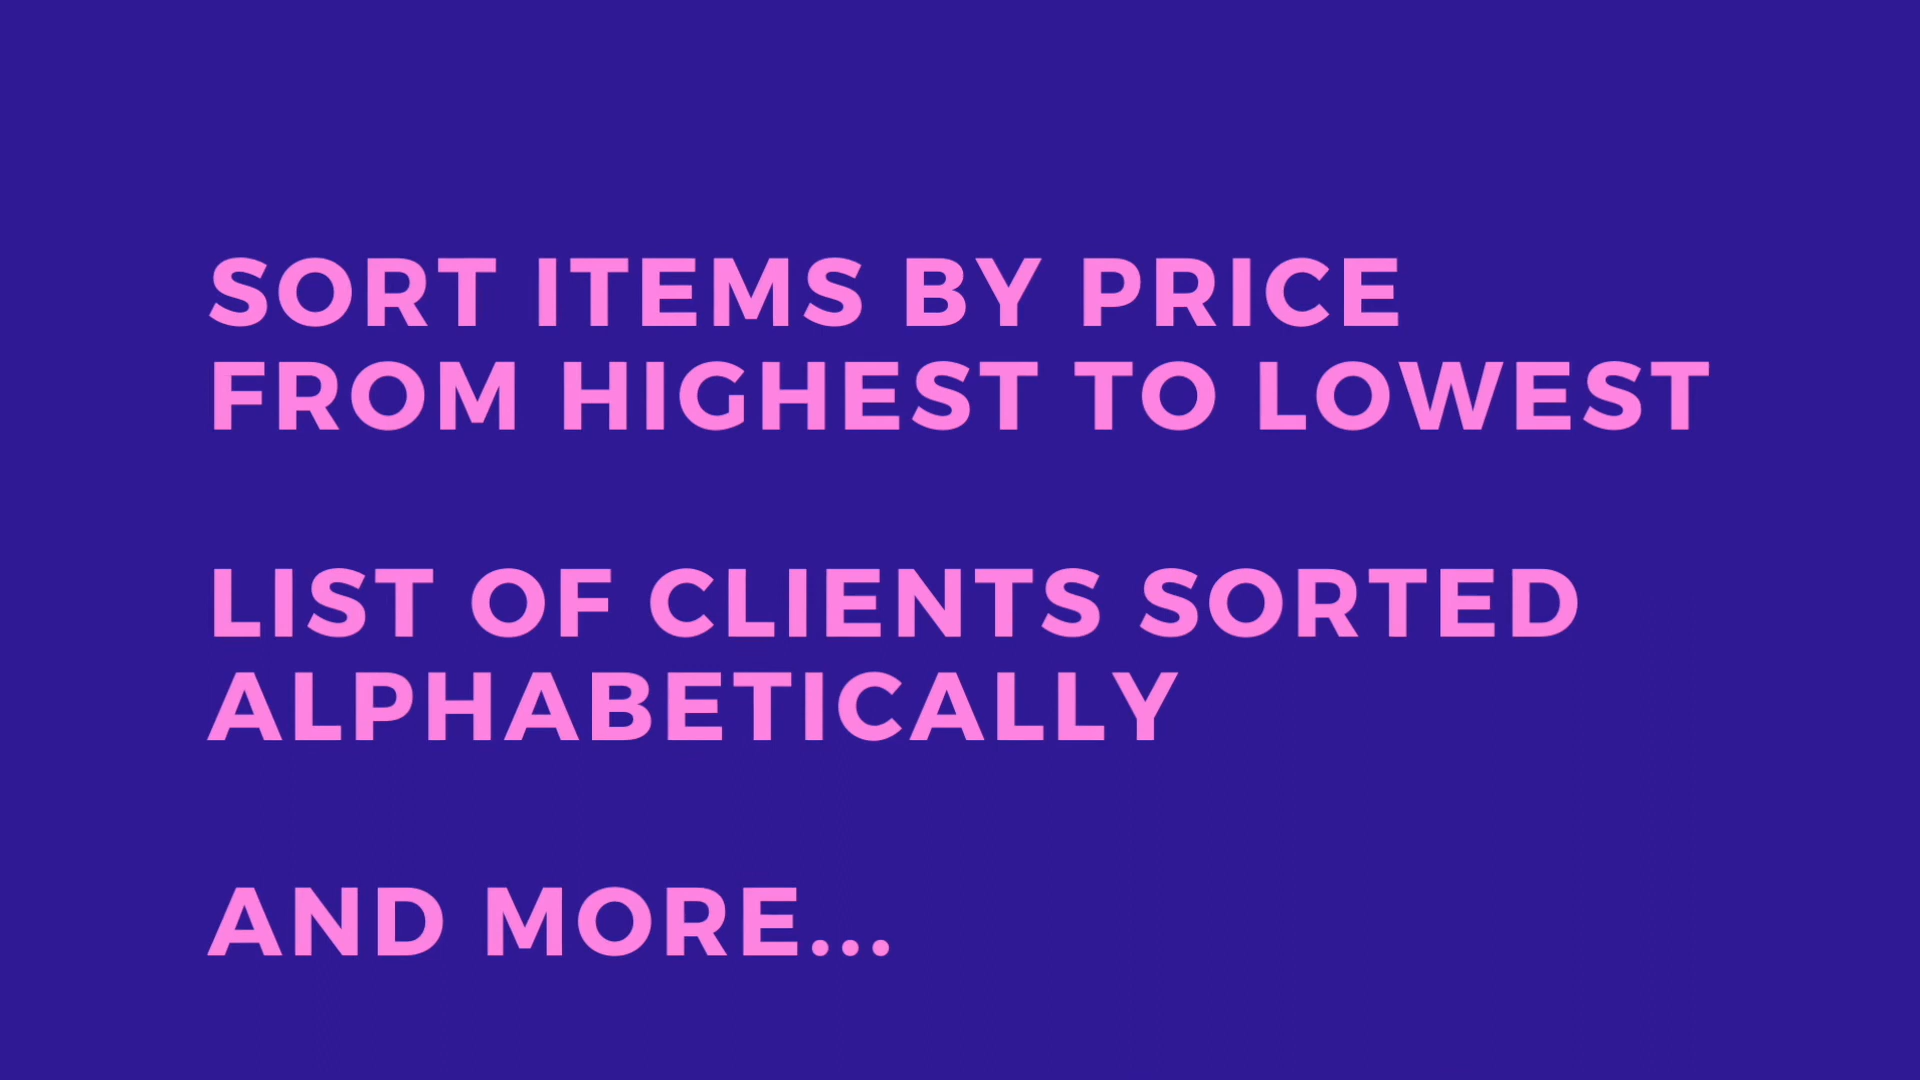 SORT ITEMS BY PRICE
FROM HIGHEST TO LOWEST
LIST OF CLIENTS SORTED
ALPHABETICALLY
AND MORE...